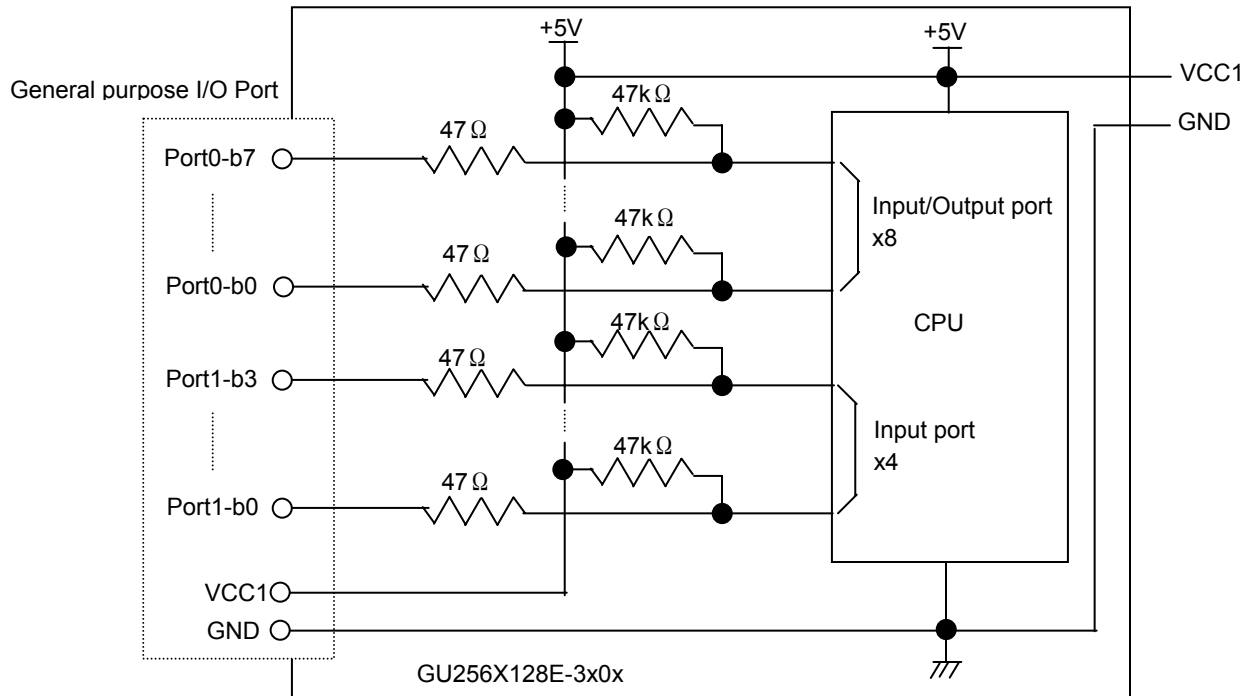 +5V
+5V
VCC1
General purpose I/O Port
47kΩ
GND
47Ω
Port0-b7
Input/Output port
x8
47kΩ
47Ω
Port0-b0
CPU
47kΩ
47Ω
Port1-b3
Input port
x4
47kΩ
47Ω
Port1-b0
VCC1
GND
GU256X128E-3x0x